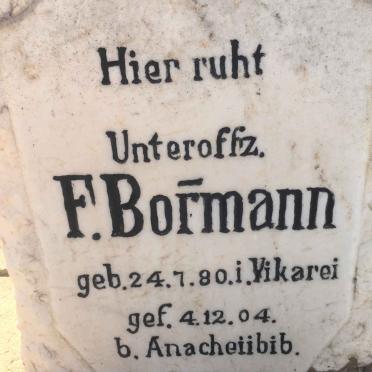 Hier ruht
Unteroffz.
F. Bormann
geb. 24.7.80. i. Vikarei
gef. 4.12.04.
b. Anacheiibib.